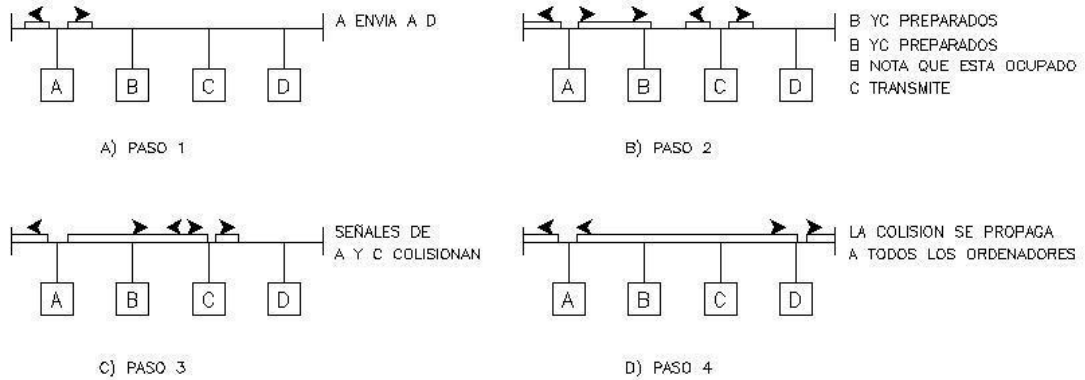 A ENVIA A D
A B C D
A) PASO 1
B YC PREPARADOS
B YC PREPARADOS
B NOTA QUE ESTA OCUPADO
C TRANSMITE
A B C D
B) PASO 2
SEÑALES DE
A Y C COLISIONAN
A B C D
C) PASO 3
LA COLISION SE PROPAGA
A TODOS LOS ORDENADORES
A B C D
D) PASO 4